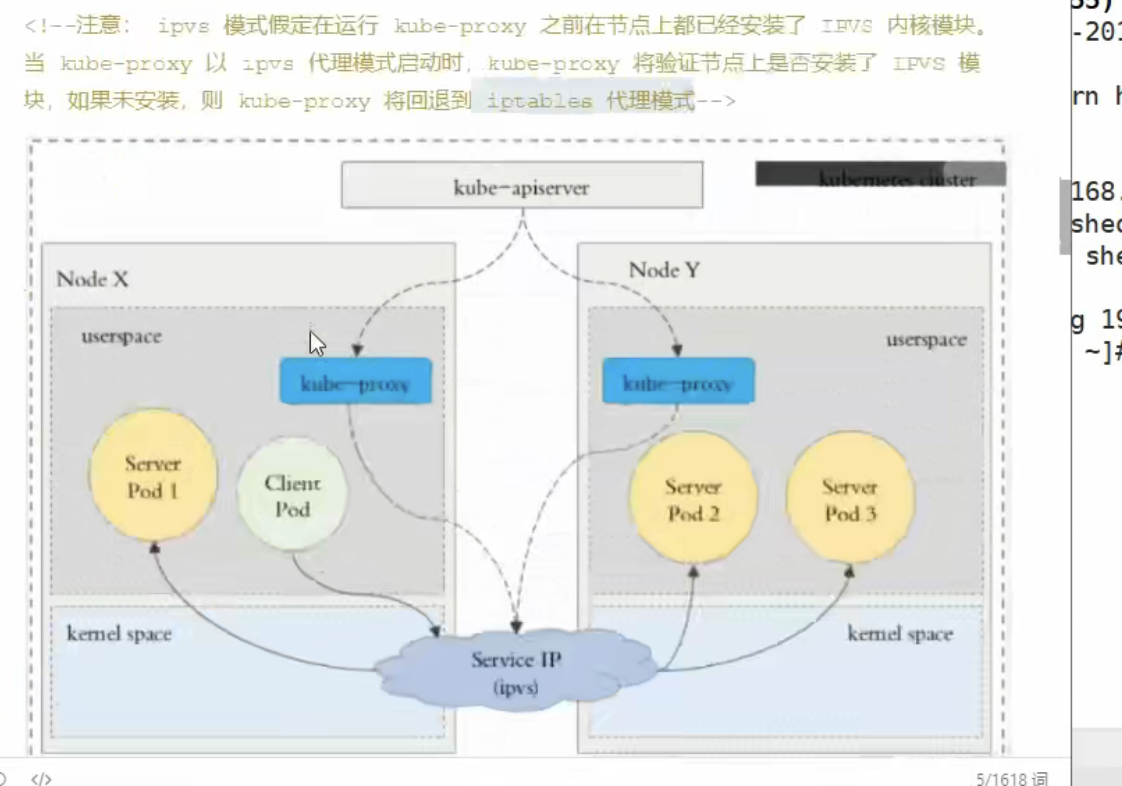 <!--注意： ipvs 模式假定在运行 kube-proxy 之前在节点上都已经安装了 IPVS 内核模块。
当 kube-proxy 以 ipvs 代理模式启动时，kube-proxy 将验证节点上是否安装了 IPVS 模
块，如果未安装，则 kube-proxy 将回退到 iptables 代理模式-->
kube-apiserver
kubernetes cluster
Node X
Node Y
userspace
userspace
kube-proxy
kube-proxy
Server
Pod 1
Client
Pod
Server
Pod 2
Server
Pod 3
kernel space
kernel space
Service IP
(ipvs)
</>
5/1618 词
-201
rn h
168.
shed
she
g 19
~]#